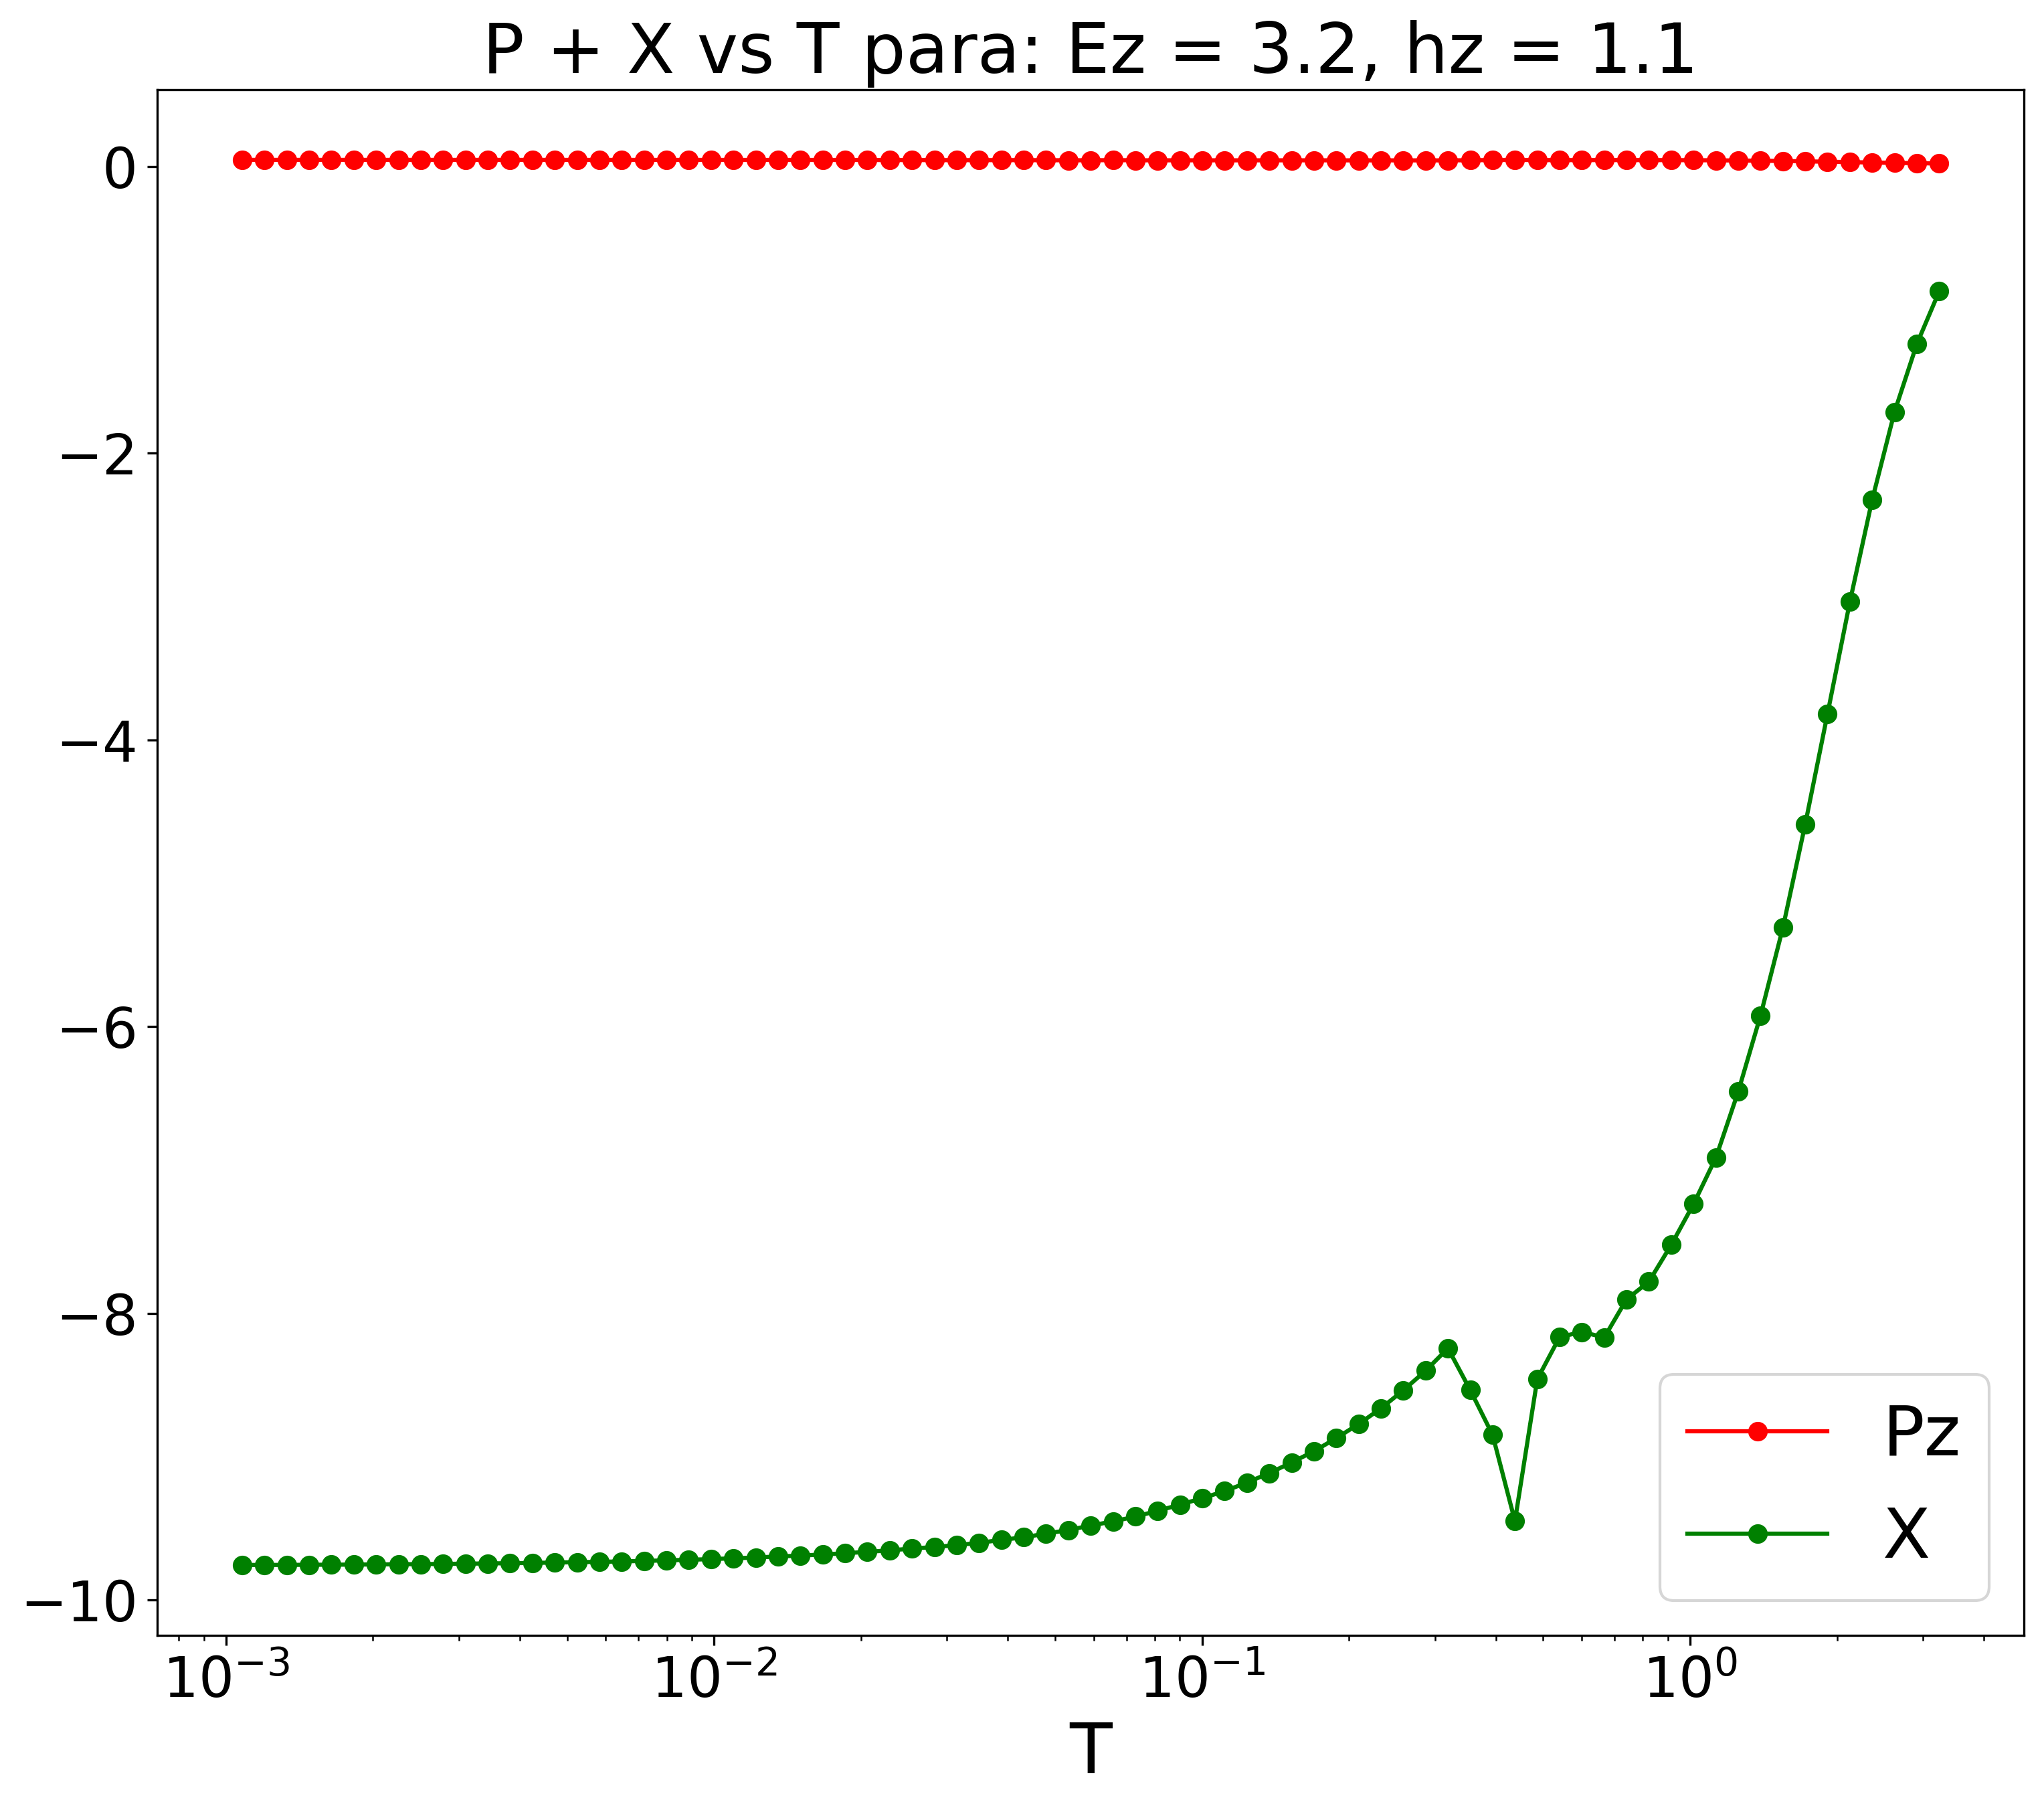 P + X vs T para: Ez = 3.2, hz = 1.1
0
−2
−4
−6
−8
−10
10⁻³ 10⁻² 10⁻¹ 10⁰
T
Pz
X